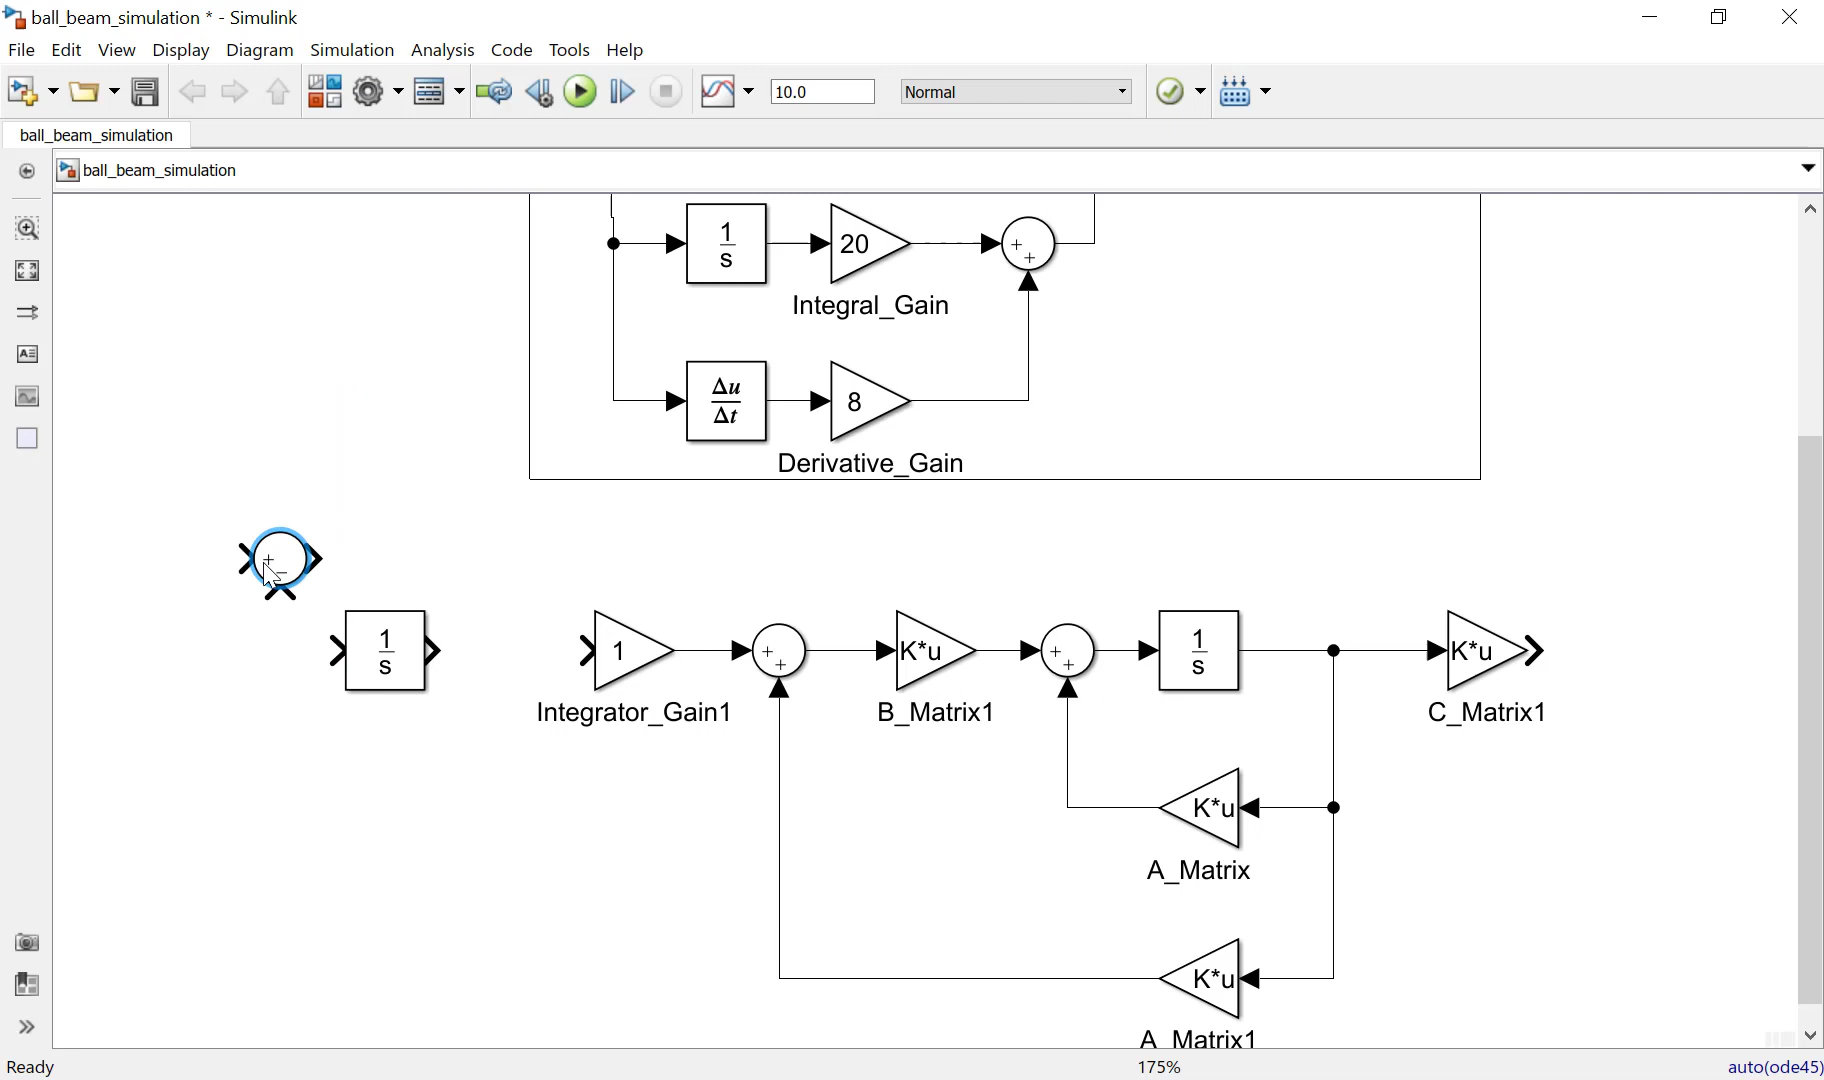 ball_beam_simulation * - Simulink
File Edit View Display Diagram Simulation Analysis Code Tools Help
10.0 Normal
ball_beam_simulation
ball_beam_simulation
1
s
20
+
+
Integral_Gain
Δu
Δt
8
Derivative_Gain
+
−
1
s
1
+
+
K*u
+
+
1
s
K*u
Integrator_Gain1 B_Matrix1 C_Matrix1
K*u
A_Matrix
K*u
A_Matrix1
Ready 175% auto(ode45)